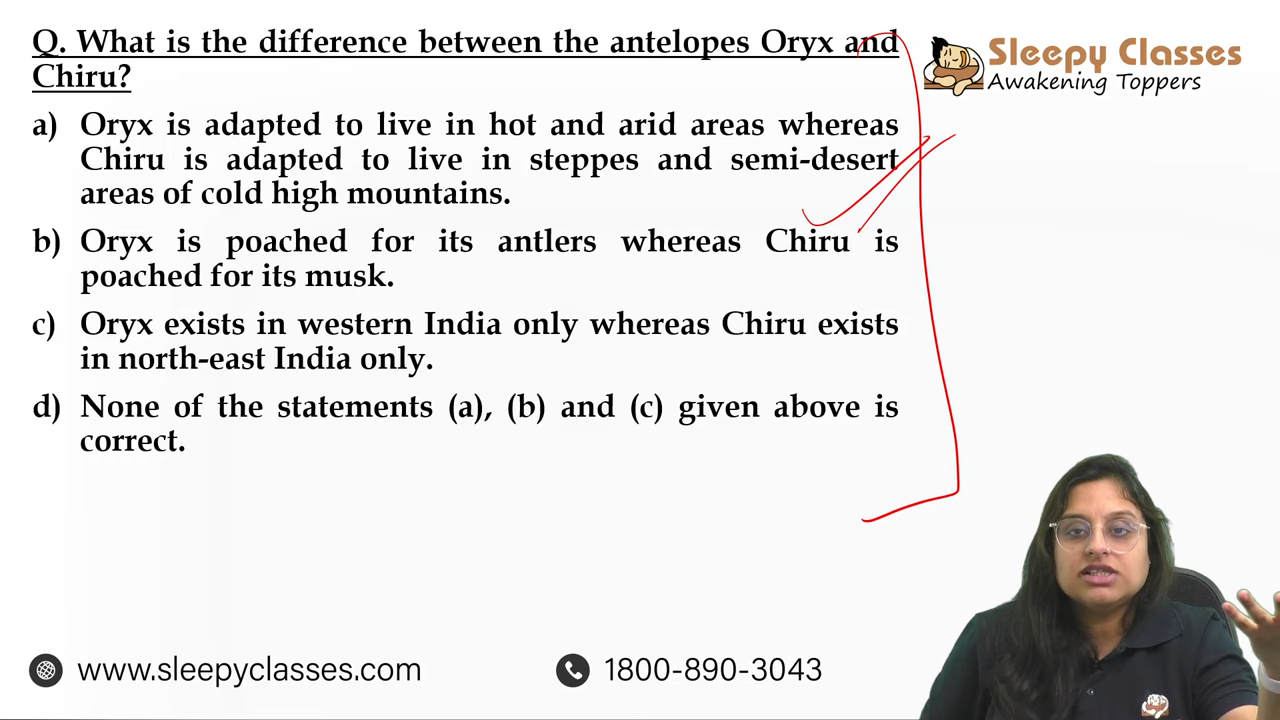 Q. What is the difference between the antelopes Oryx and
Chiru?
a) Oryx is adapted to live in hot and arid areas whereas
Chiru is adapted to live in steppes and semi-desert
areas of cold high mountains.
b) Oryx is poached for its antlers whereas Chiru is
poached for its musk.
c) Oryx exists in western India only whereas Chiru exists
in north-east India only.
d) None of the statements (a), (b) and (c) given above is
correct.
Sleepy Classes
Awakening Toppers
www.sleepyclasses.com
1800-890-3043